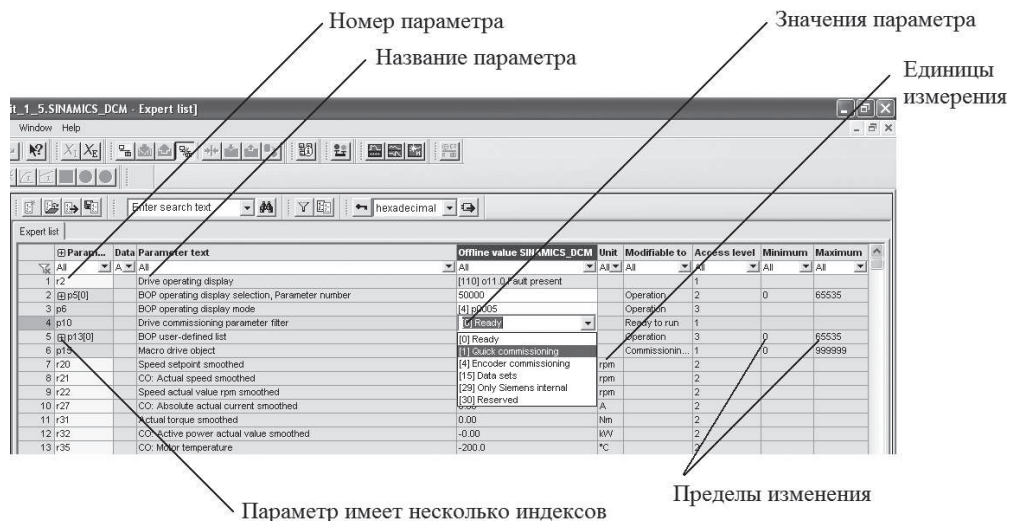 Номер параметра
Значения параметра
Название параметра
Единицы
измерения
it_1_5.SINAMICS_DCM - Expert list]
Window Help
Enter search text
hexadecimal
Expert list
Param... Data Parameter text Offline value SINAMICS_DCM Unit Modifiable to Access level Minimum Maximum
All A All All All All All All All
1 r2 Drive operating display [110] o11.0 Fault present 1
2 p5[0] BOP operating display selection, Parameter number 50000 Operation 2 0 65535
3 p6 BOP operating display mode [4] p0005 Operation 3
4 p10 Drive commissioning parameter filter [0] Ready Ready to run 1
5 p13[0] BOP user-defined list [0] Ready Operation 3 0 65535
6 p15 Macro drive object [1] Quick commissioning Commissionin... 1 0 999999
7 r20 Speed setpoint smoothed [4] Encoder commissioning rpm 2
8 r21 CO: Actual speed smoothed [15] Data sets rpm 2
9 r22 Speed actual value rpm smoothed [29] Only Siemens internal rpm 2
[30] Reserved
10 r27 CO: Absolute actual current smoothed 0.00 A 2
11 r31 Actual torque smoothed 0.00 Nm 2
12 r32 CO: Active power actual value smoothed -0.00 kW 2
13 r35 CO: Motor temperature -200.0 °C 2
Пределы изменения
Параметр имеет несколько индексов